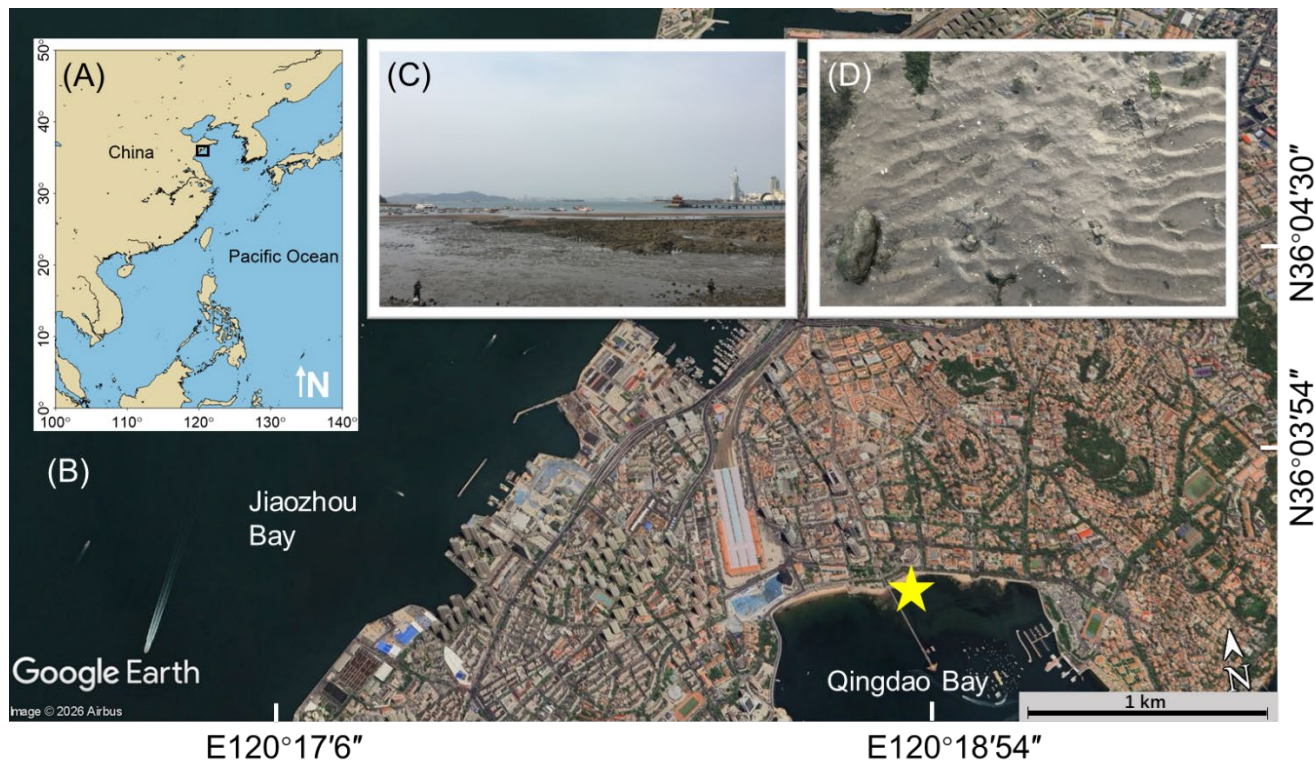 (A)
50°
40°
30°
20°
10°
0°
100°
110°
120°
130°
140°
China
Pacific Ocean
N
(C)
(D)
(B)
Jiaozhou
Bay
Google Earth
Image © 2026 Airbus
Qingdao Bay
N
1 km
N36°04′30″
N36°03′54″
E120°17′6″
E120°18′54″